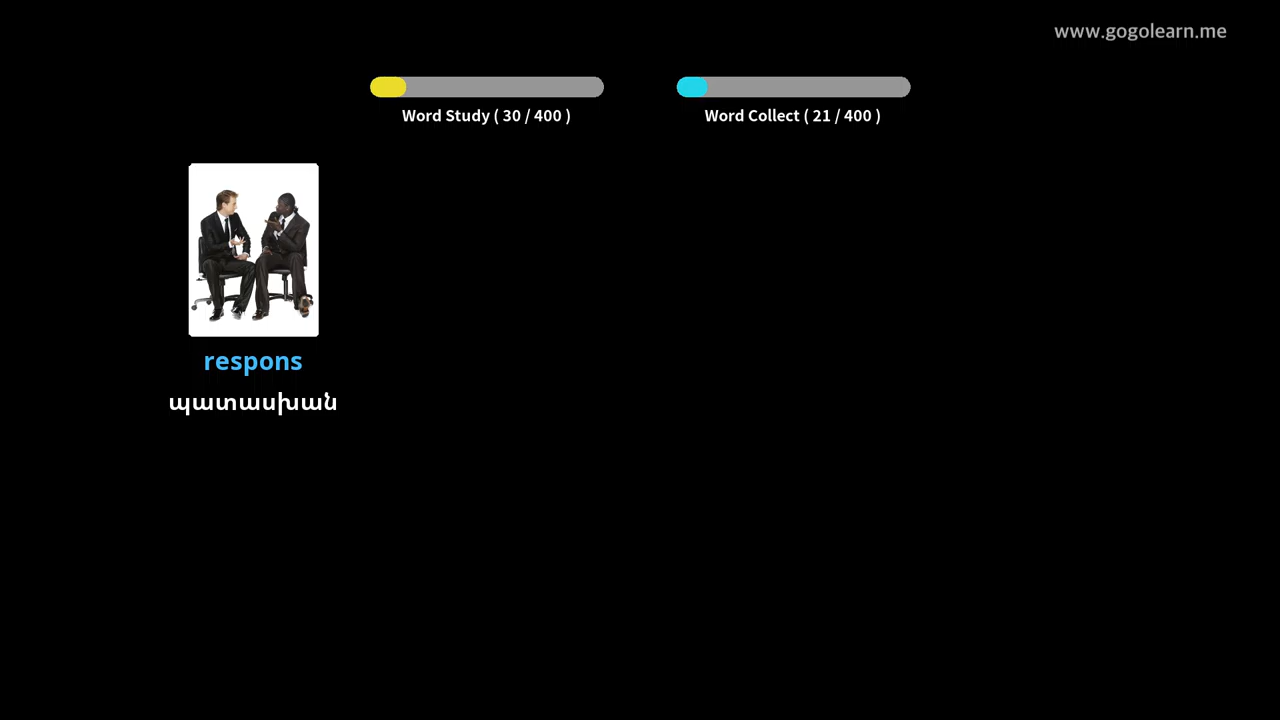 www.gogolearn.me
Word Study ( 30 / 400 )
Word Collect ( 21 / 400 )
respons
պատասխան